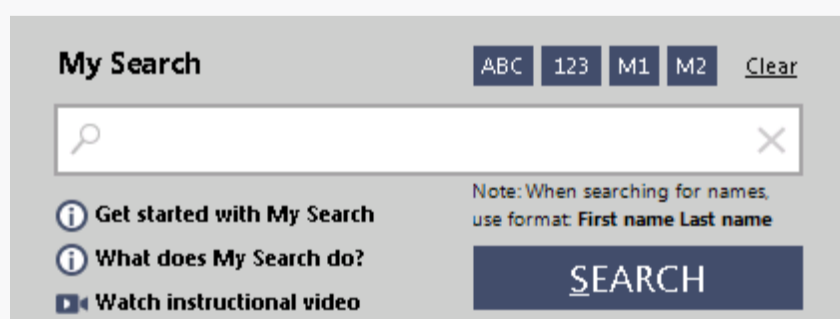 My Search
ABC 123 M1 M2 Clear
Note: When searching for names,
use format: First name Last name
Get started with My Search
What does My Search do?
Watch instructional video
SEARCH